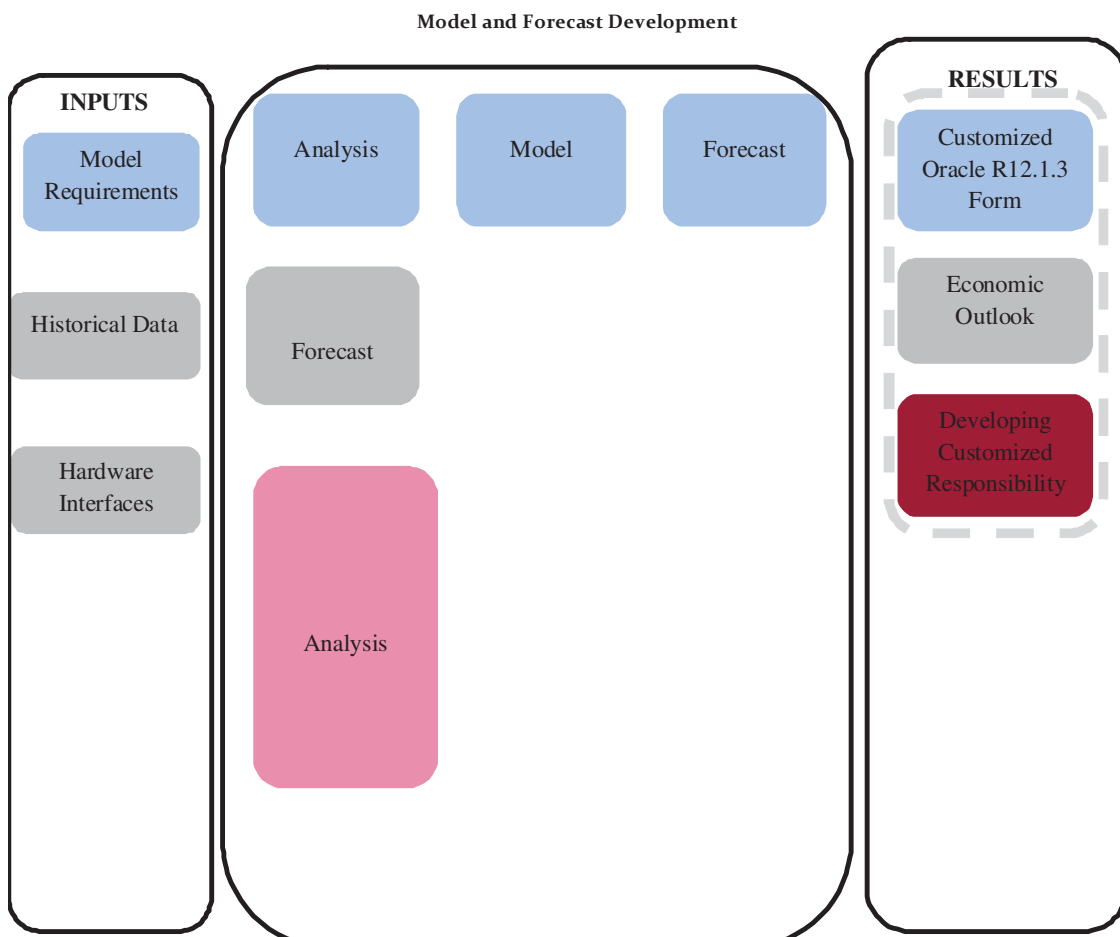 Model and Forecast Development
INPUTS
Model
Requirements
Historical Data
Hardware
Interfaces
Analysis
Model
Forecast
Forecast
Analysis
RESULTS
Customized
Oracle R12.1.3
Form
Economic
Outlook
Developing
Customized
Responsibility